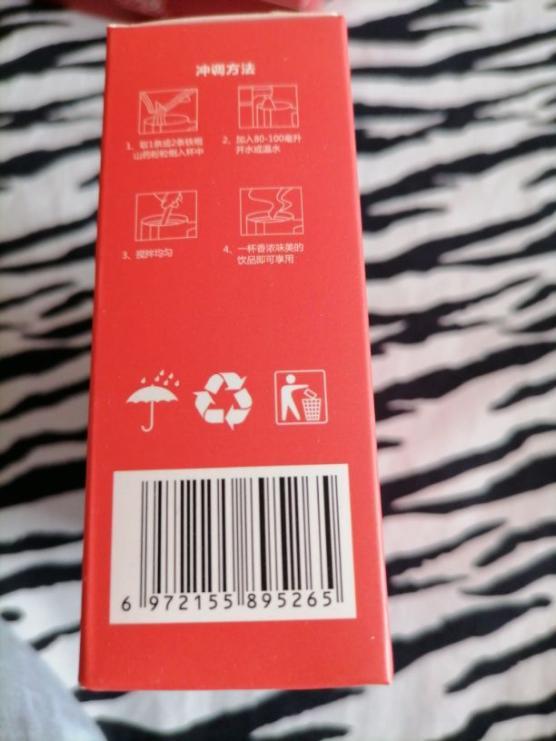 冲调方法
1、取1条或2条铁棍
山药粉粒倒入杯中
2、加入80-100毫升
开水或温水
3、搅拌均匀
4、一杯香浓味美的
饮品即可享用
6 972155 895265